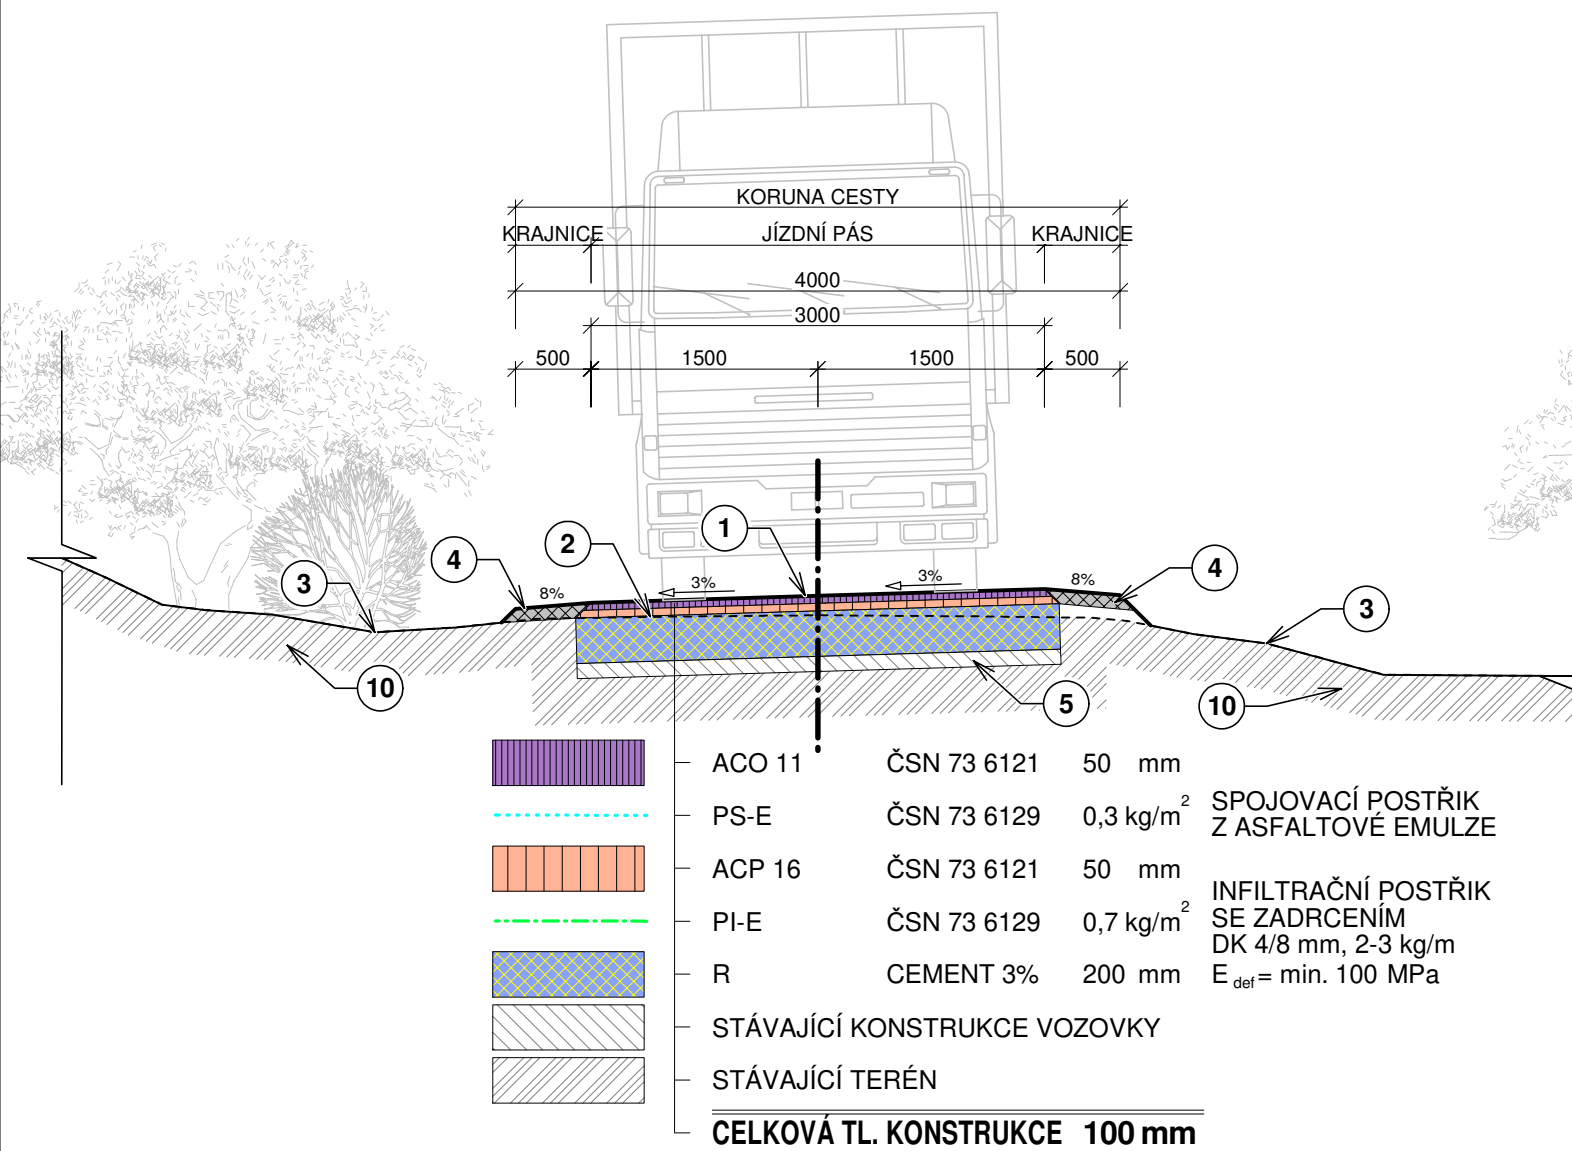 KORUNA CESTY
KRAJNICE JÍZDNÍ PÁS KRAJNICE
4000
3000
500 1500 1500 500
1
2
4
4
3% 3%
8% 8%
3
3
10
5
10
ACO 11 ČSN 73 6121 50 mm
PS-E ČSN 73 6129 0,3 kg/m² SPOJOVACÍ POSTŘIK
Z ASFALTOVÉ EMULZE
ACP 16 ČSN 73 6121 50 mm
PI-E ČSN 73 6129 0,7 kg/m² INFILTRAČNÍ POSTŘIK
SE ZADRCENÍM
DK 4/8 mm, 2-3 kg/m
R CEMENT 3% 200 mm E def = min. 100 MPa
STÁVAJÍCÍ KONSTRUKCE VOZOVKY
STÁVAJÍCÍ TERÉN
CELKOVÁ TL. KONSTRUKCE 100 mm